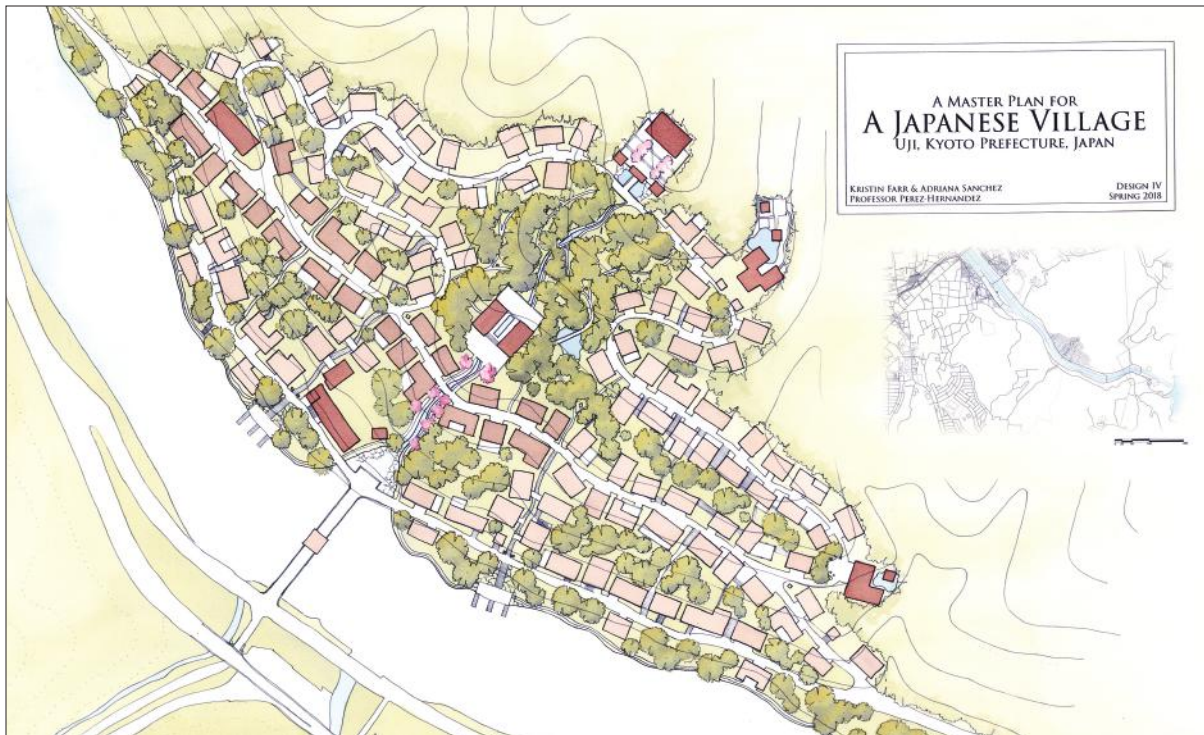 A MASTER PLAN FOR
A JAPANESE VILLAGE
UJI, KYOTO PREFECTURE, JAPAN
KRISTIN FARR & ADRIANA SANCHEZ
PROFESSOR PEREZ-HERNANDEZ
DESIGN IV
SPRING 2018